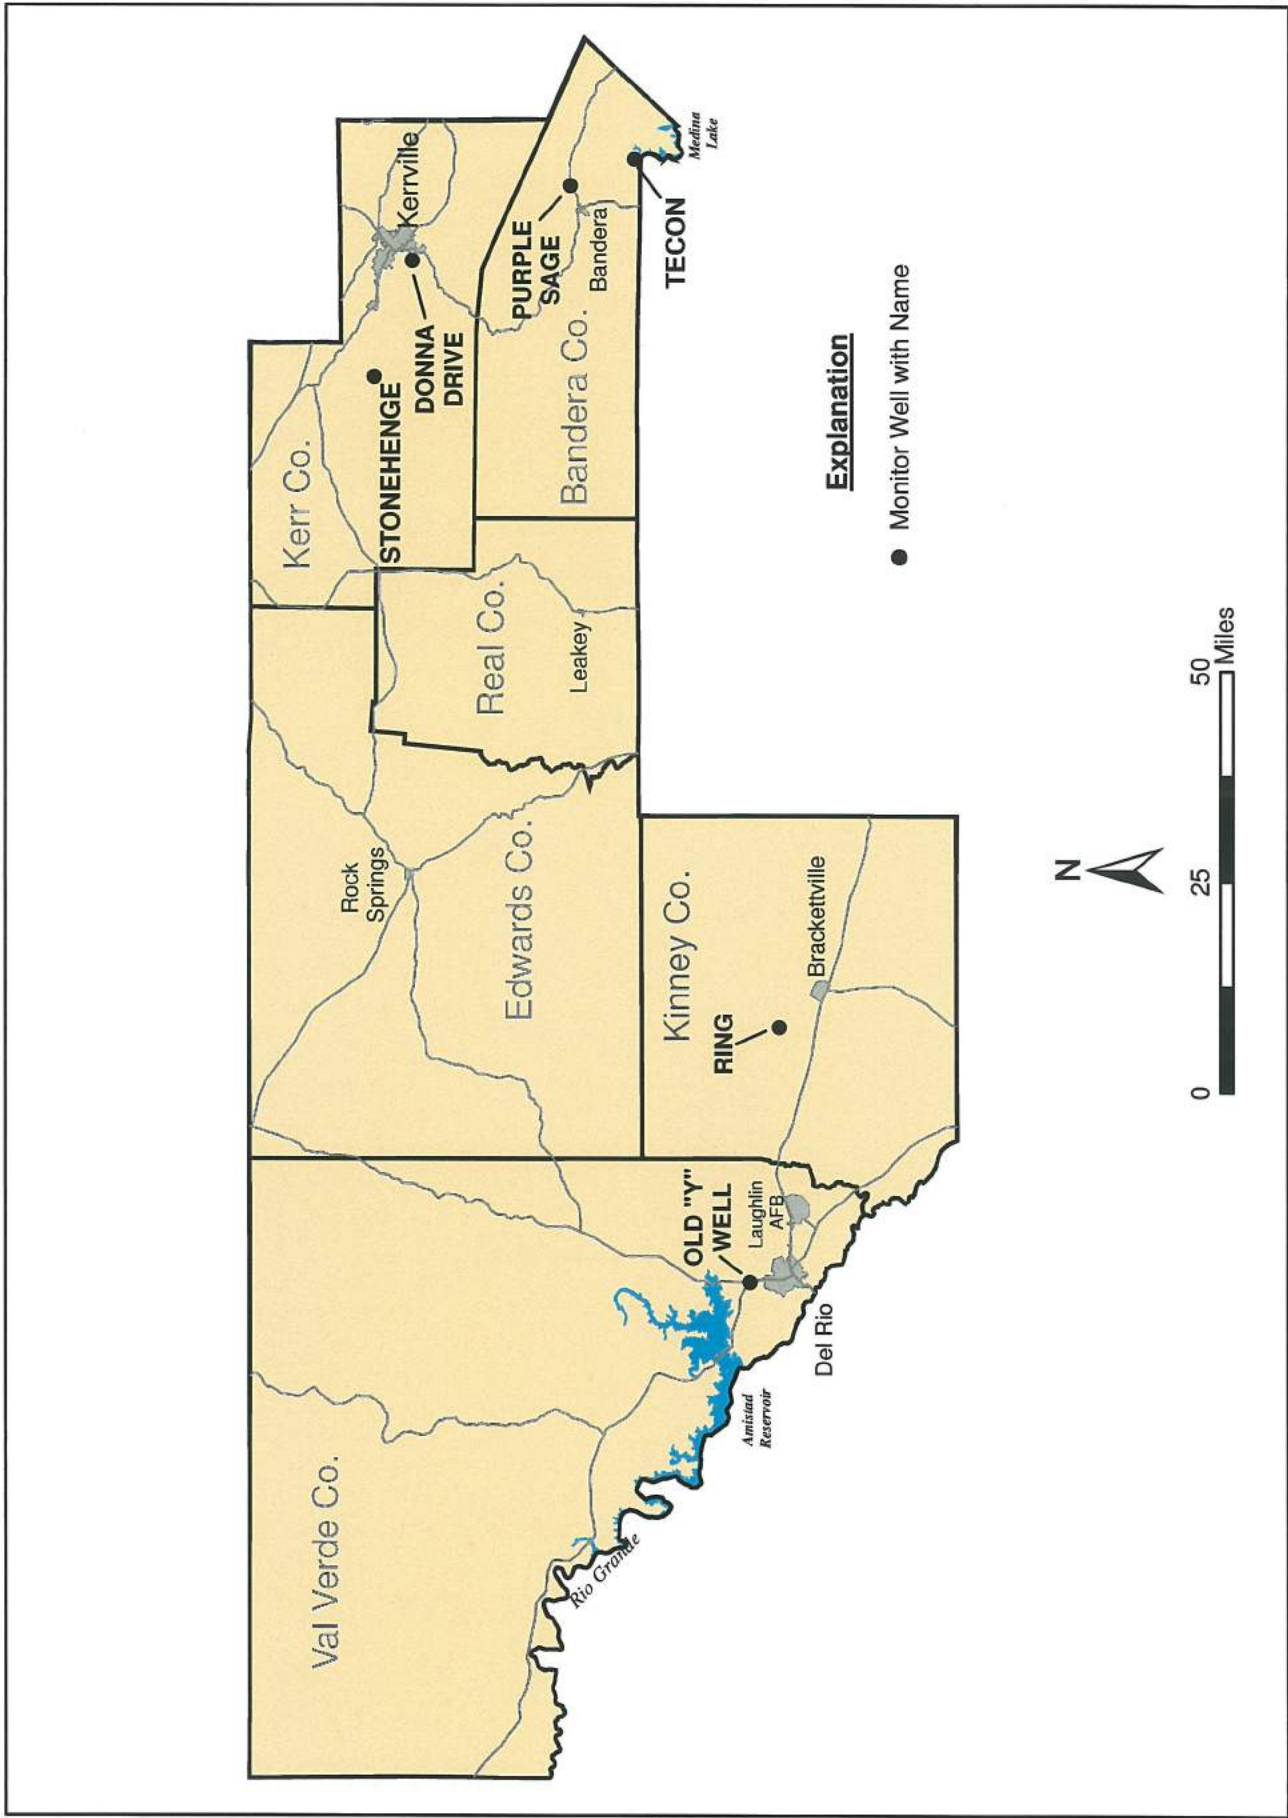 Val Verde Co.
Edwards Co.
Rock
Springs
Real Co.
Leakey
Kerr Co.
STONEHENGE
DONNA
DRIVE
Kerrville
PURPLE
SAGE
Bandera
Bandera Co.
TECON
Medina
Lake
Kinney Co.
RING
Brackettville
OLD "Y"
WELL
Laughlin
AFB
Del Rio
Amistad
Reservoir
Rio Grande
Explanation
Monitor Well with Name
N
0
25
50
Miles